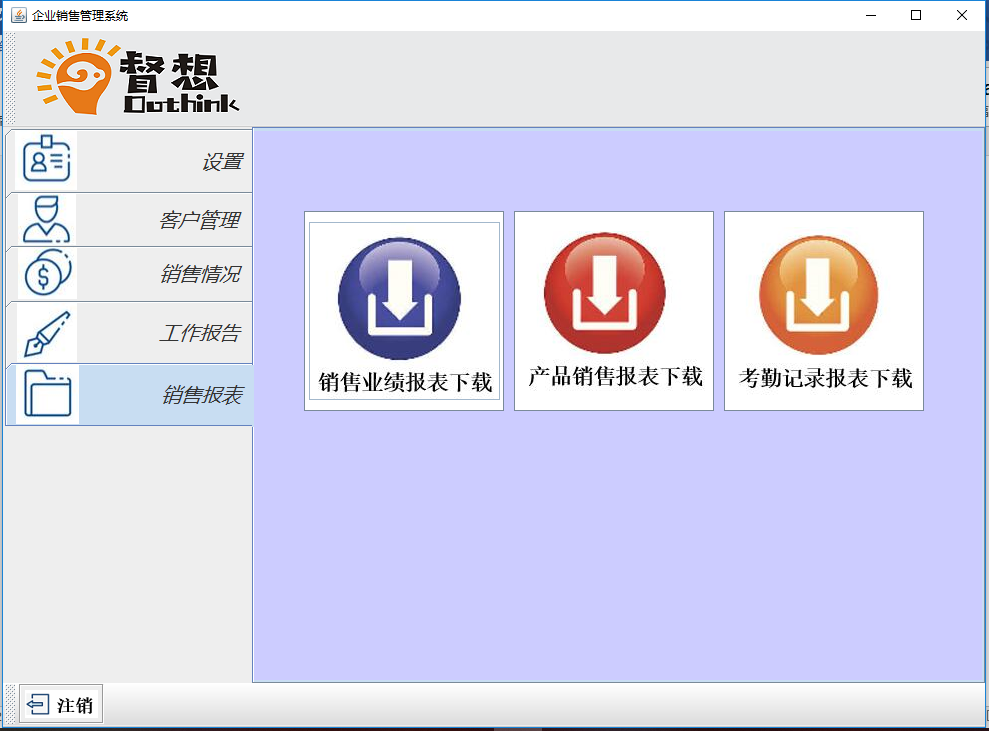 企业销售管理系统
督想
Dothink
设置
客户管理
销售情况
工作报告
销售报表
销售业绩报表下载
产品销售报表下载
考勤记录报表下载
注销